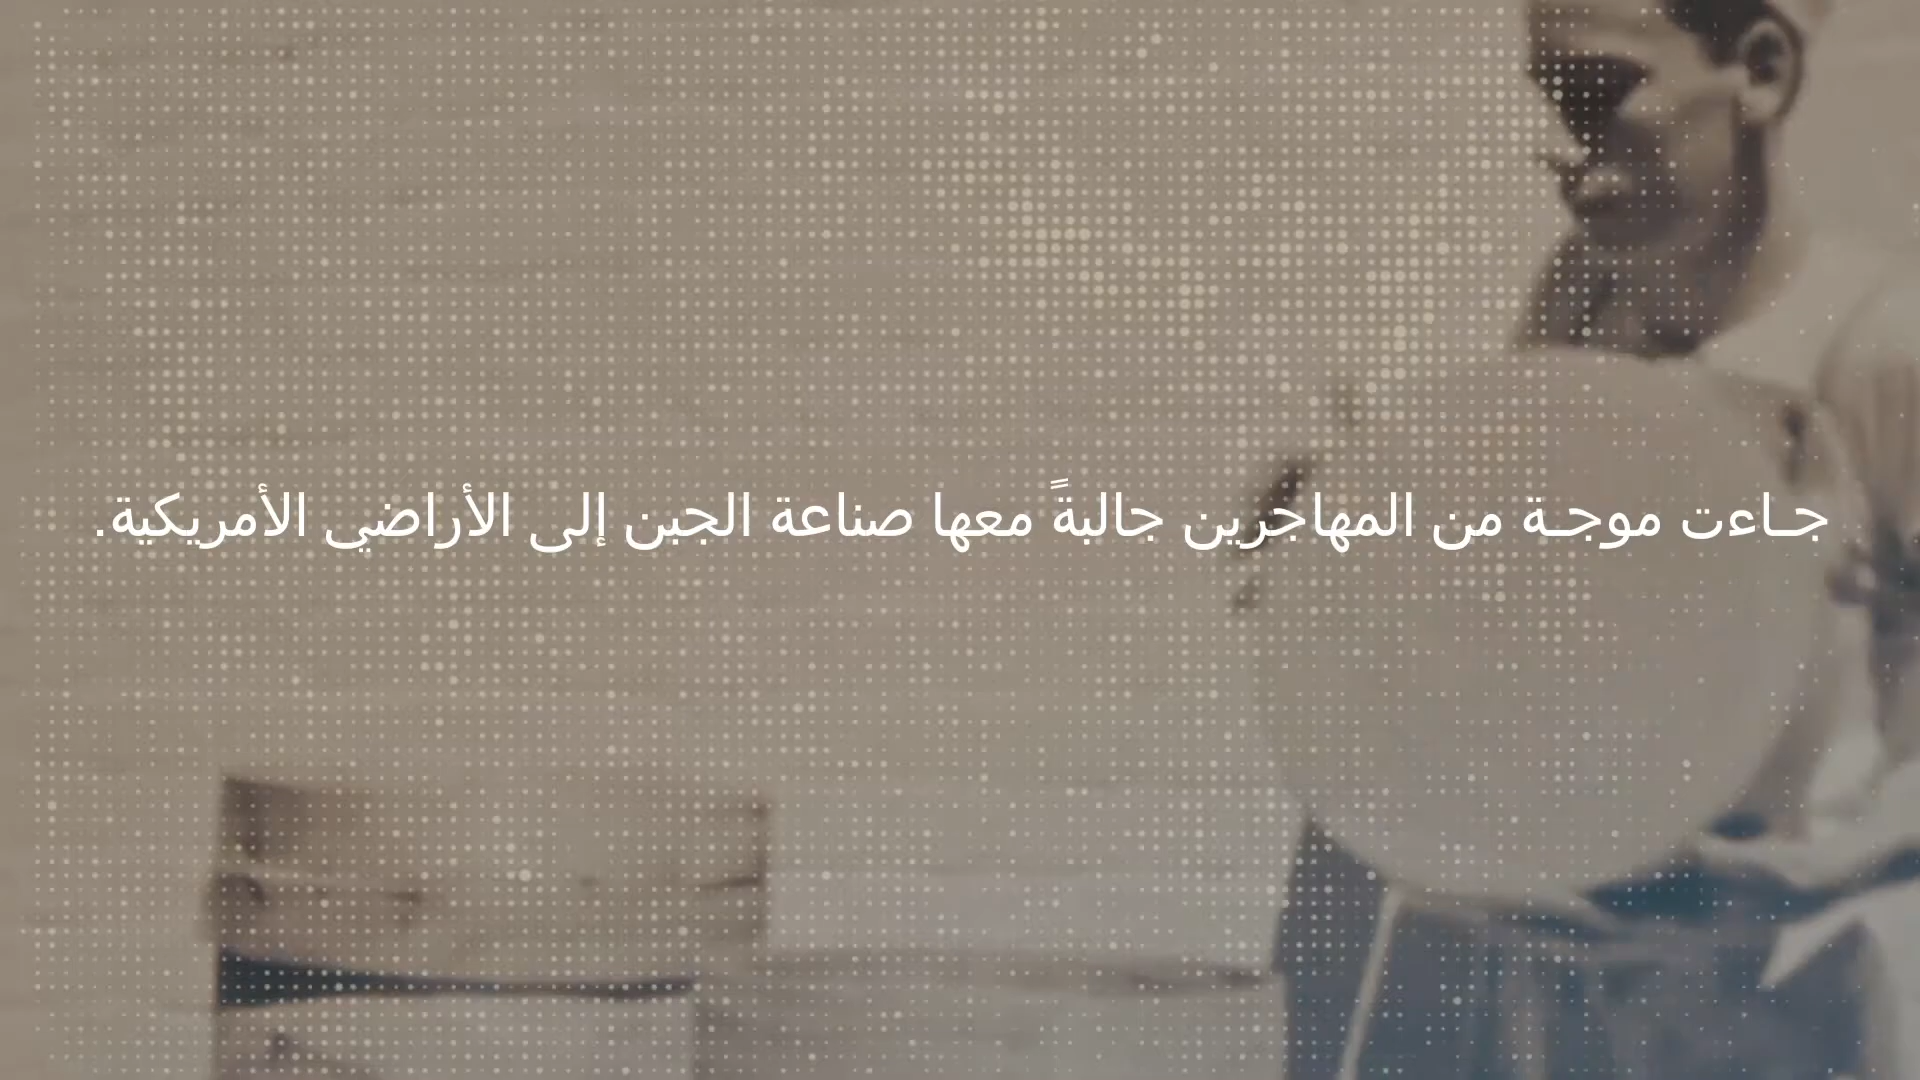 جـاءت موجـة من المهاجرين جالبةً معها صناعة الجبن إلى الأراضي الأمريكية.